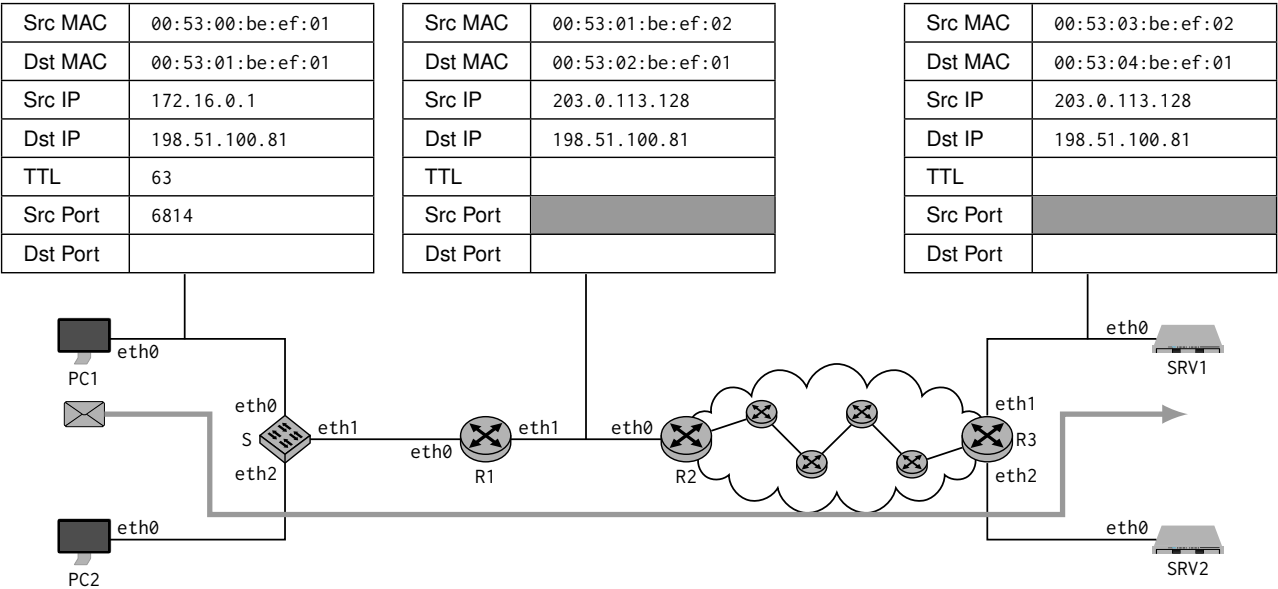 Src MAC 00:53:00:be:ef:01
Dst MAC 00:53:01:be:ef:01
Src IP 172.16.0.1
Dst IP 198.51.100.81
TTL 63
Src Port 6814
Dst Port
Src MAC 00:53:01:be:ef:02
Dst MAC 00:53:02:be:ef:01
Src IP 203.0.113.128
Dst IP 198.51.100.81
TTL
Src Port
Dst Port
Src MAC 00:53:03:be:ef:02
Dst MAC 00:53:04:be:ef:01
Src IP 203.0.113.128
Dst IP 198.51.100.81
TTL
Src Port
Dst Port
eth0
PC1
eth0
SRV1
eth0
S
eth1
eth2
eth0
R1
eth1
eth0
R2
eth1
R3
eth2
eth0
PC2
eth0
SRV2